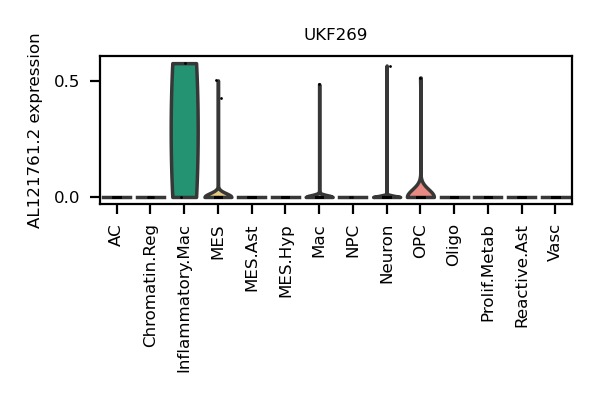 UKF269
AL121761.2 expression
0.5
0.0
AC
Chromatin.Reg
Inflammatory.Mac
MES
MES.Ast
MES.Hyp
Mac
NPC
Neuron
OPC
Oligo
Prolif.Metab
Reactive.Ast
Vasc